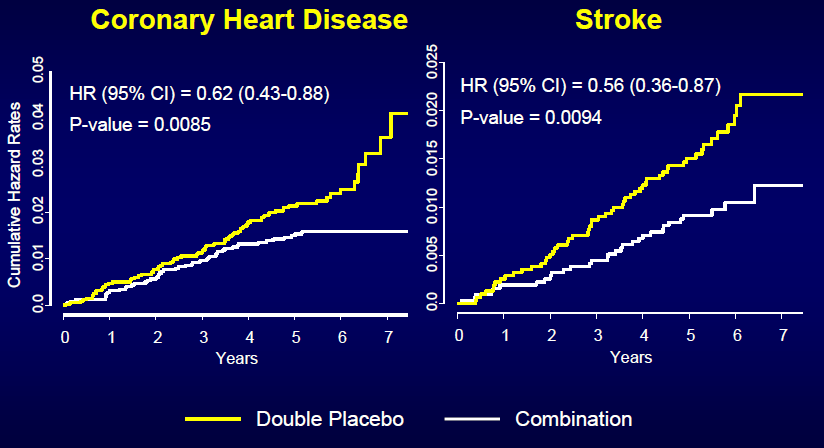 Coronary Heart Disease
HR (95% CI) = 0.62 (0.43-0.88)
P-value = 0.0085
Cumulative Hazard Rates
0.05
0.04
0.03
0.02
0.01
0.0
0 1 2 3 4 5 6 7
Years
Stroke
HR (95% CI) = 0.56 (0.36-0.87)
P-value = 0.0094
0.025
0.020
0.015
0.010
0.005
0.0
0 1 2 3 4 5 6 7
Years
Double Placebo
Combination